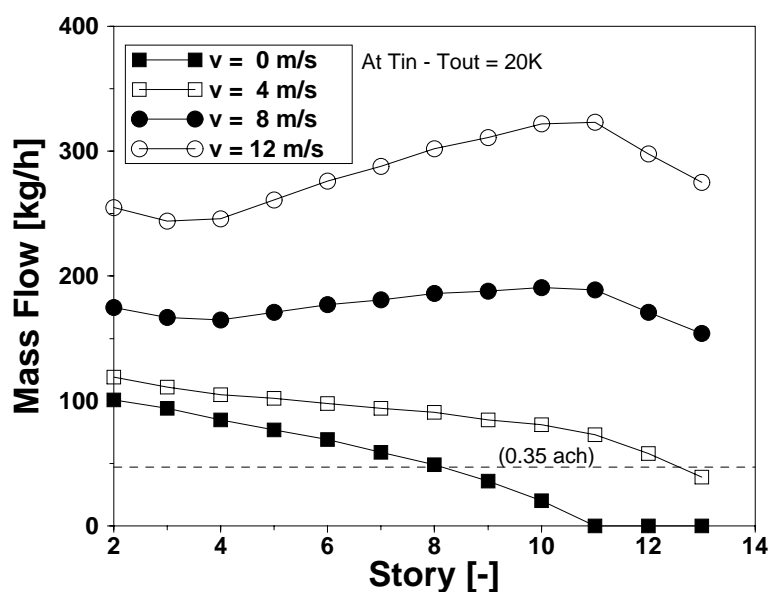 400
v = 0 m/s
At Tin - Tout = 20K
v = 4 m/s
v = 8 m/s
v = 12 m/s
300
Mass Flow [kg/h]
200
100
(0.35 ach)
0
2
4
6
8
10
12
14
Story [-]